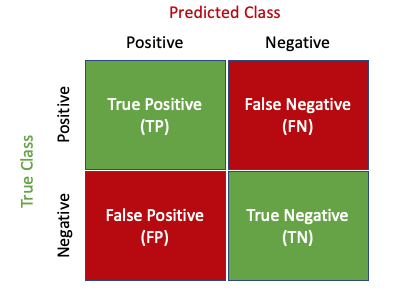 Predicted Class
Positive Negative
True Class
Positive
True Positive
(TP)
False Negative
(FN)
Negative
False Positive
(FP)
True Negative
(TN)